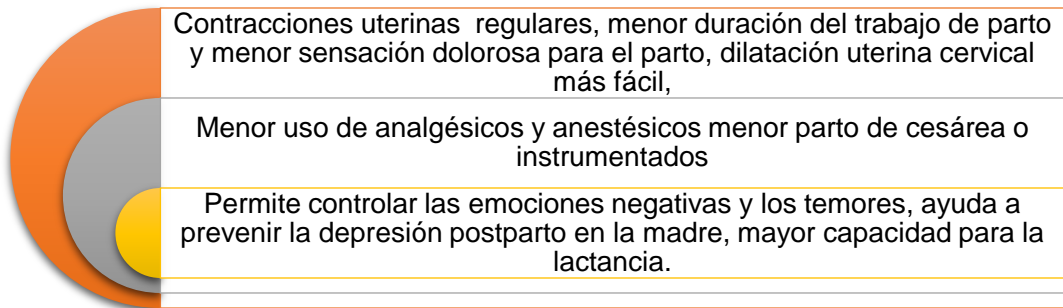 Contracciones uterinas regulares, menor duración del trabajo de parto
y menor sensación dolorosa para el parto, dilatación uterina cervical
más fácil,
Menor uso de analgésicos y anestésicos menor parto de cesárea o
instrumentados
Permite controlar las emociones negativas y los temores, ayuda a
prevenir la depresión postparto en la madre, mayor capacidad para la
lactancia.